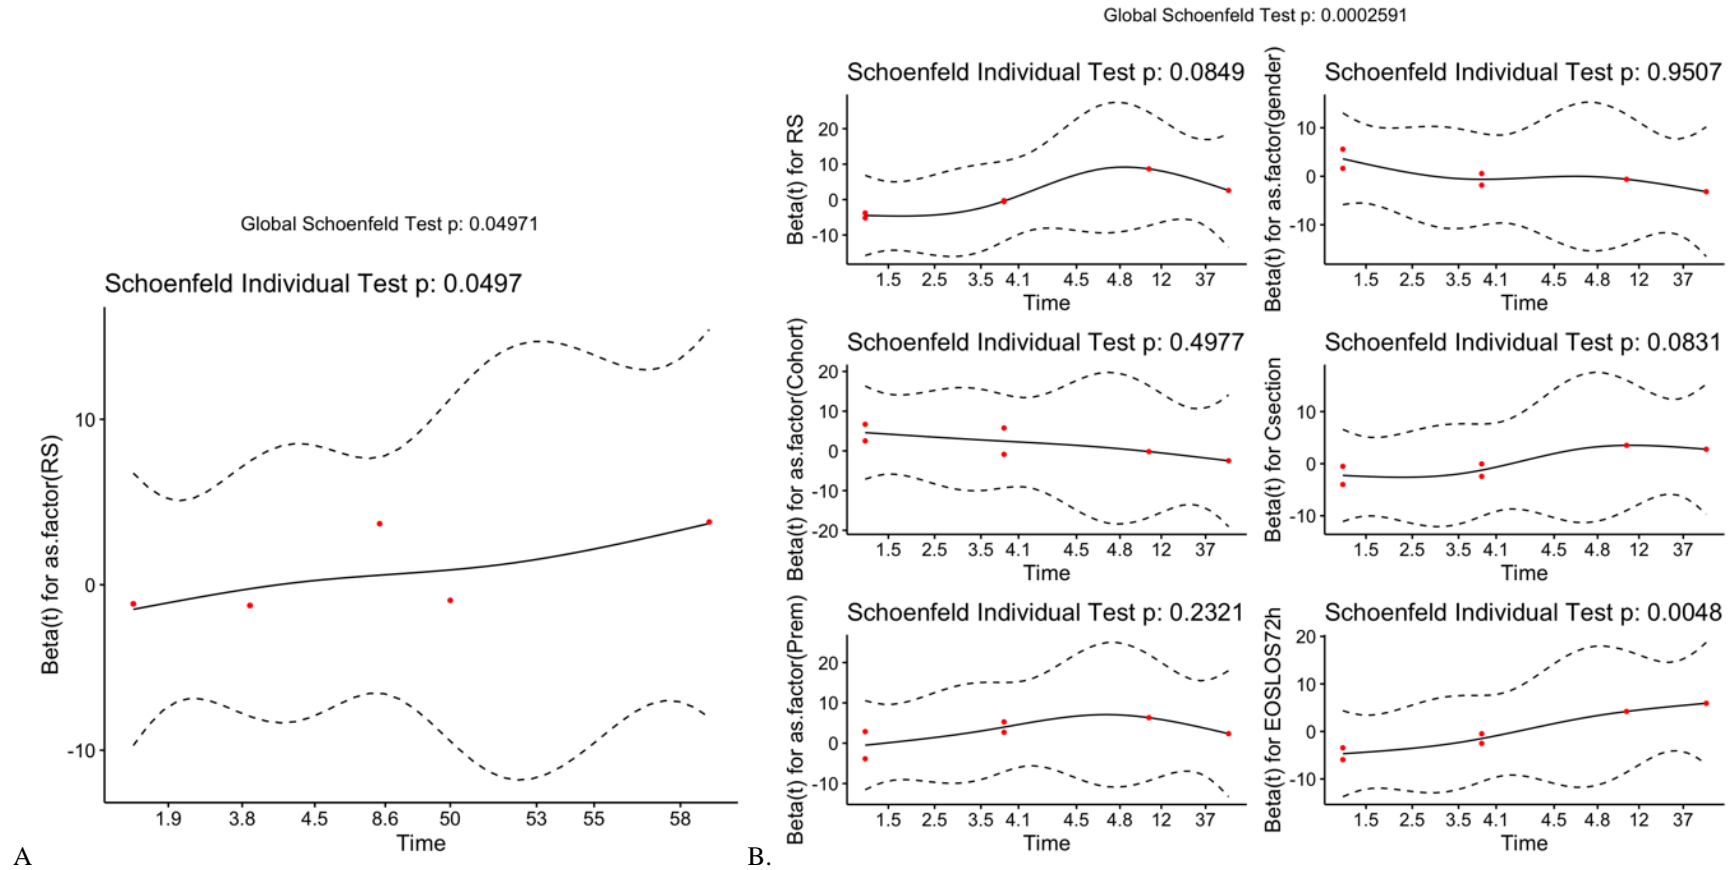 Global Schoenfeld Test p: 0.04971
Schoenfeld Individual Test p: 0.0497
Beta(t) for as.factor(RS)
10
0
-10
1.9 3.8 4.5 8.6 50 53 55 58
Time
A
Global Schoenfeld Test p: 0.0002591
Schoenfeld Individual Test p: 0.0849
Beta(t) for RS
20
10
0
-10
1.5 2.5 3.5 4.1 4.5 4.8 12 37
Time
Schoenfeld Individual Test p: 0.9507
Beta(t) for as.factor(gender)
10
0
-10
1.5 2.5 3.5 4.1 4.5 4.8 12 37
Time
Schoenfeld Individual Test p: 0.4977
Beta(t) for as.factor(Cohort)
20
10
0
-10
-20
1.5 2.5 3.5 4.1 4.5 4.8 12 37
Time
Schoenfeld Individual Test p: 0.0831
Beta(t) for Csection
10
0
-10
1.5 2.5 3.5 4.1 4.5 4.8 12 37
Time
Schoenfeld Individual Test p: 0.2321
Beta(t) for as.factor(Prem)
20
10
0
-10
1.5 2.5 3.5 4.1 4.5 4.8 12 37
Time
Schoenfeld Individual Test p: 0.0048
Beta(t) for EOSLOS72h
20
10
0
-10
1.5 2.5 3.5 4.1 4.5 4.8 12 37
Time
B.